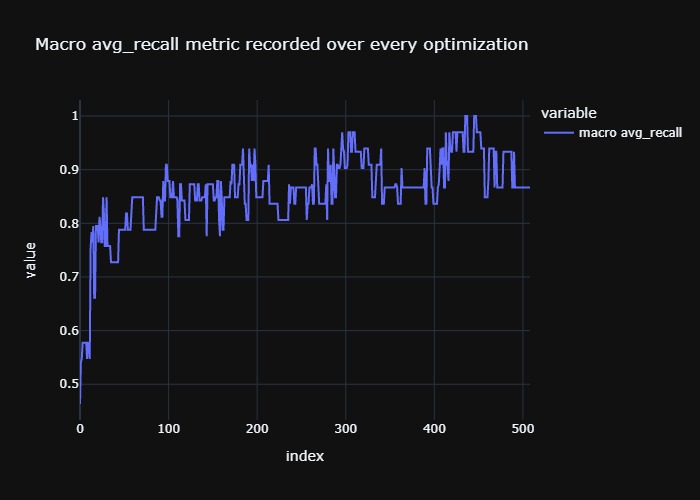 Macro avg_recall metric recorded over every optimization
variable
macro avg_recall
1
0.9
0.8
0.7
0.6
0.5
value
0 100 200 300 400 500
index